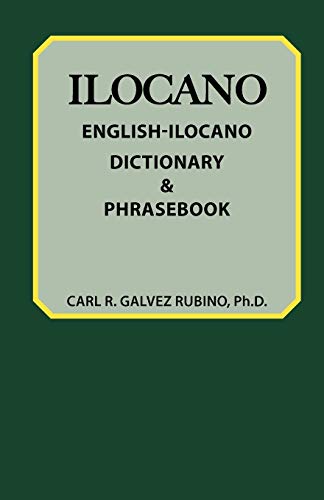 ILOCANO
ENGLISH-ILOCANO
DICTIONARY
&
PHRASEBOOK
CARL R. GALVEZ RUBINO, Ph.D.